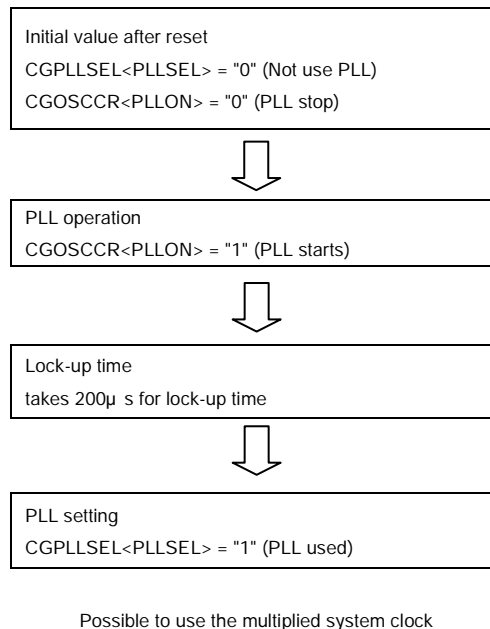 Initial value after reset
CGPLLSEL<PLLSEL> = "0" (Not use PLL)
CGOSCCR<PLLON> = "0" (PLL stop)
PLL operation
CGOSCCR<PLLON> = "1" (PLL starts)
Lock-up time
takes 200μ s for lock-up time
PLL setting
CGPLLSEL<PLLSEL> = "1" (PLL used)
Possible to use the multiplied system clock